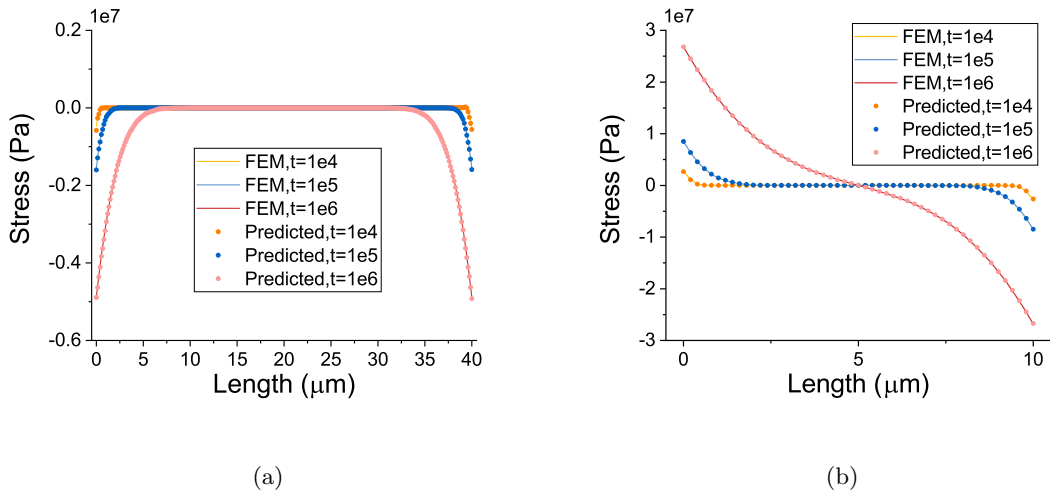 1e7
0.2
0.0
-0.2
-0.4
-0.6
Stress (Pa)
FEM,t=1e4
FEM,t=1e5
FEM,t=1e6
Predicted,t=1e4
Predicted,t=1e5
Predicted,t=1e6
0 5 10 15 20 25 30 35 40
Length (μm)
(a)
1e7
3
2
1
0
-1
-2
-3
Stress (Pa)
FEM,t=1e4
FEM,t=1e5
FEM,t=1e6
Predicted,t=1e4
Predicted,t=1e5
Predicted,t=1e6
0 5 10
Length (μm)
(b)